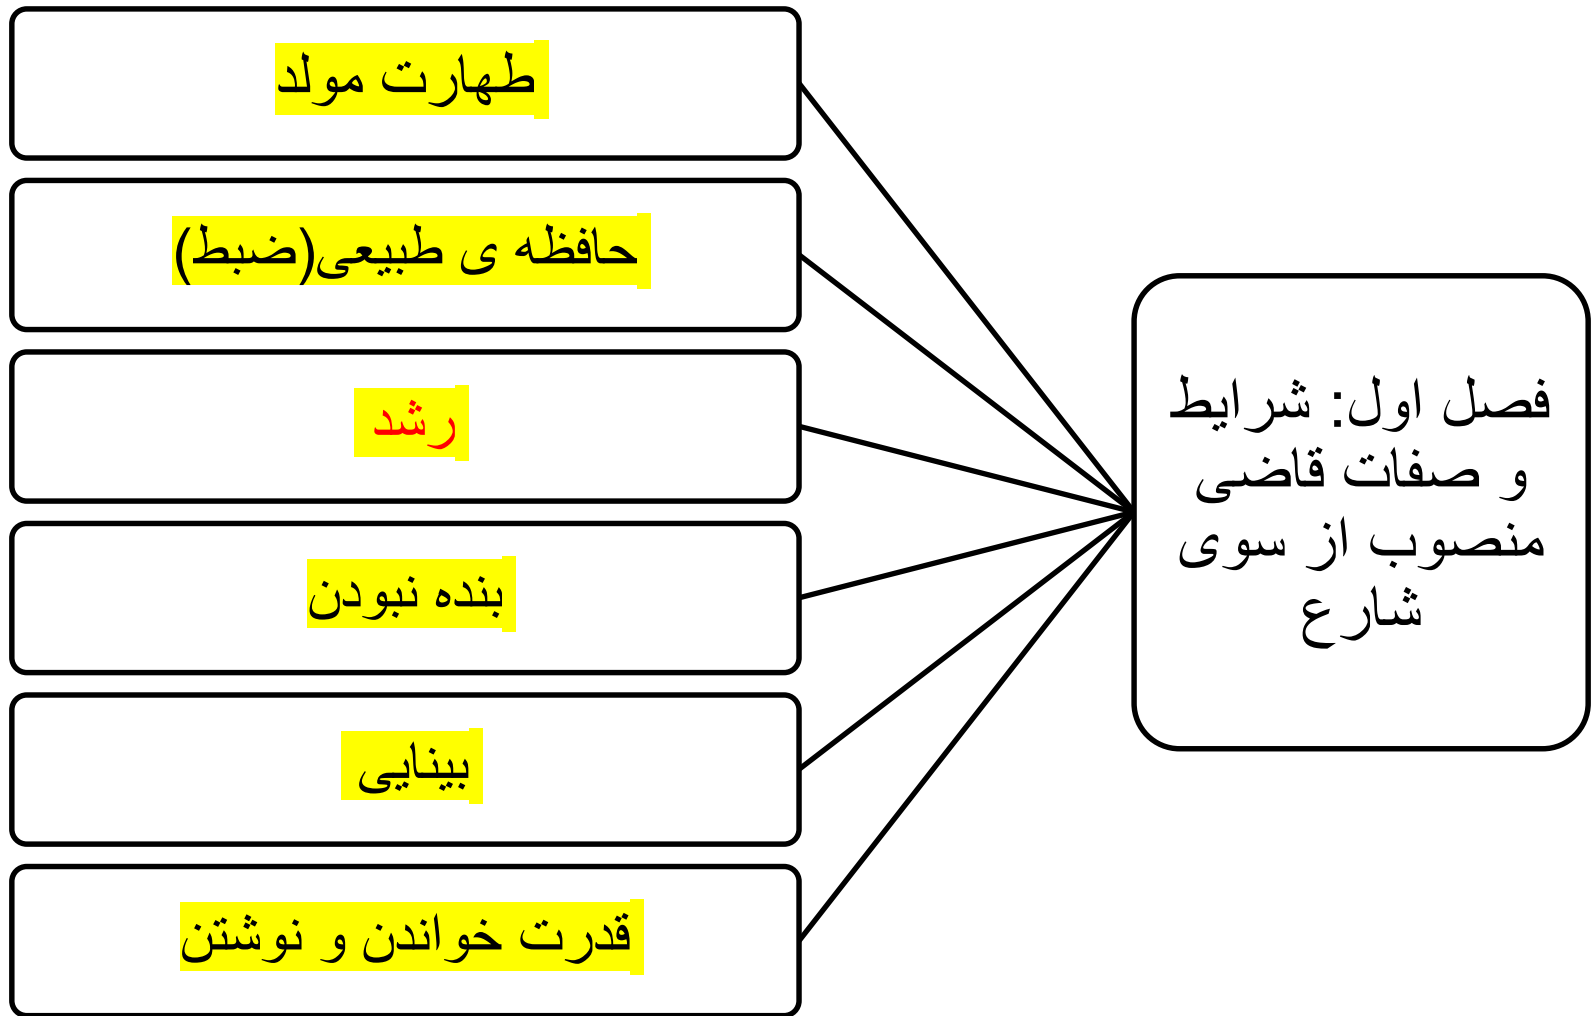 فصل اول: شرایط
و صفات قاضی
منصوب از سوی
شارع
طهارت مولد
حافظه ی طبیعی(ضبط)
رشد
بنده نبودن
بینایی
قدرت خواندن و نوشتن